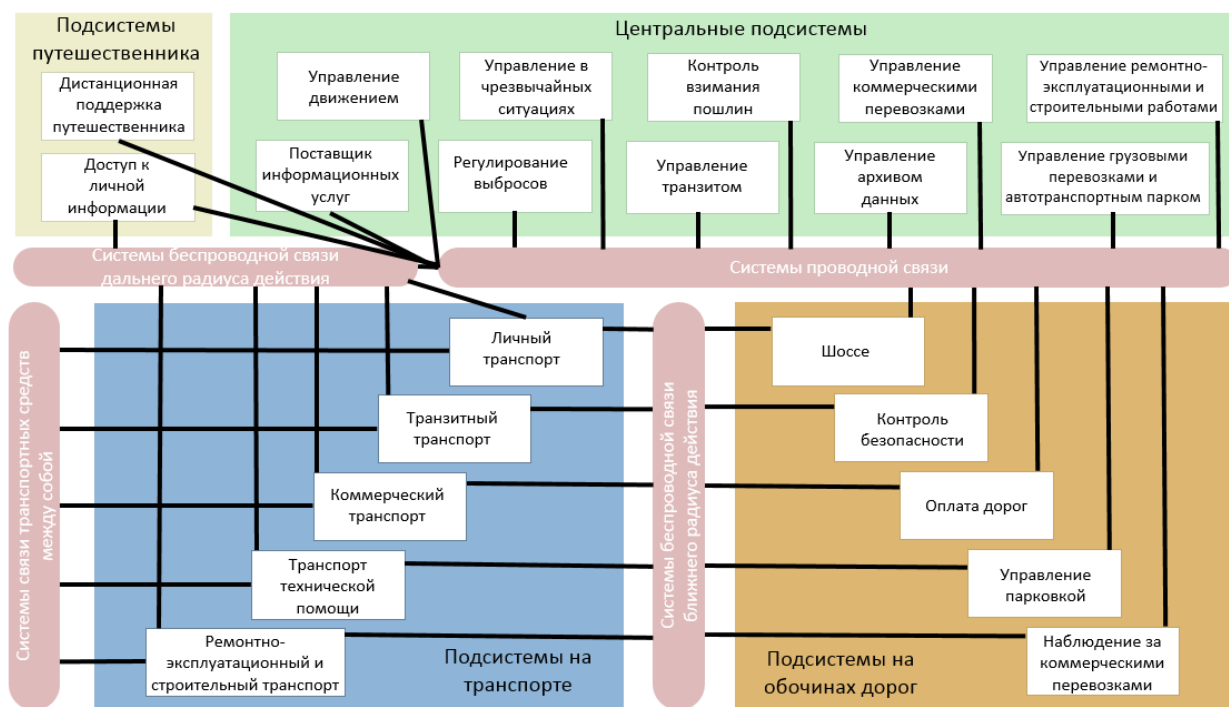 Подсистемы
путешественника
Дистанционная
поддержка
путешественника
Доступ к
личной
информации
Центральные подсистемы
Управление
движением
Управление в
чрезвычайных
ситуациях
Контроль
взимания
пошлин
Управление
коммерческими
перевозками
Управление ремонтно-
эксплуатационными и
строительными работами
Поставщик
информационных
услуг
Регулирование
выбросов
Управление
транзитом
Управление
архивом
данных
Управление грузовыми
перевозками и
автотранспортным парком
Системы беспроводной связи
дальнего радиуса действия
Системы проводной связи
Системы связи транспортных средств
между собой
Личный
транспорт
Транзитный
транспорт
Коммерческий
транспорт
Транспорт
технической
помощи
Ремонтно-
эксплуатационный и
строительный транспорт
Подсистемы на
транспорте
Системы беспроводной связи
ближнего радиуса действия
Шоссе
Контроль
безопасности
Оплата дорог
Управление
парковкой
Наблюдение за
коммерческими
перевозками
Подсистемы на
обочинах дорог